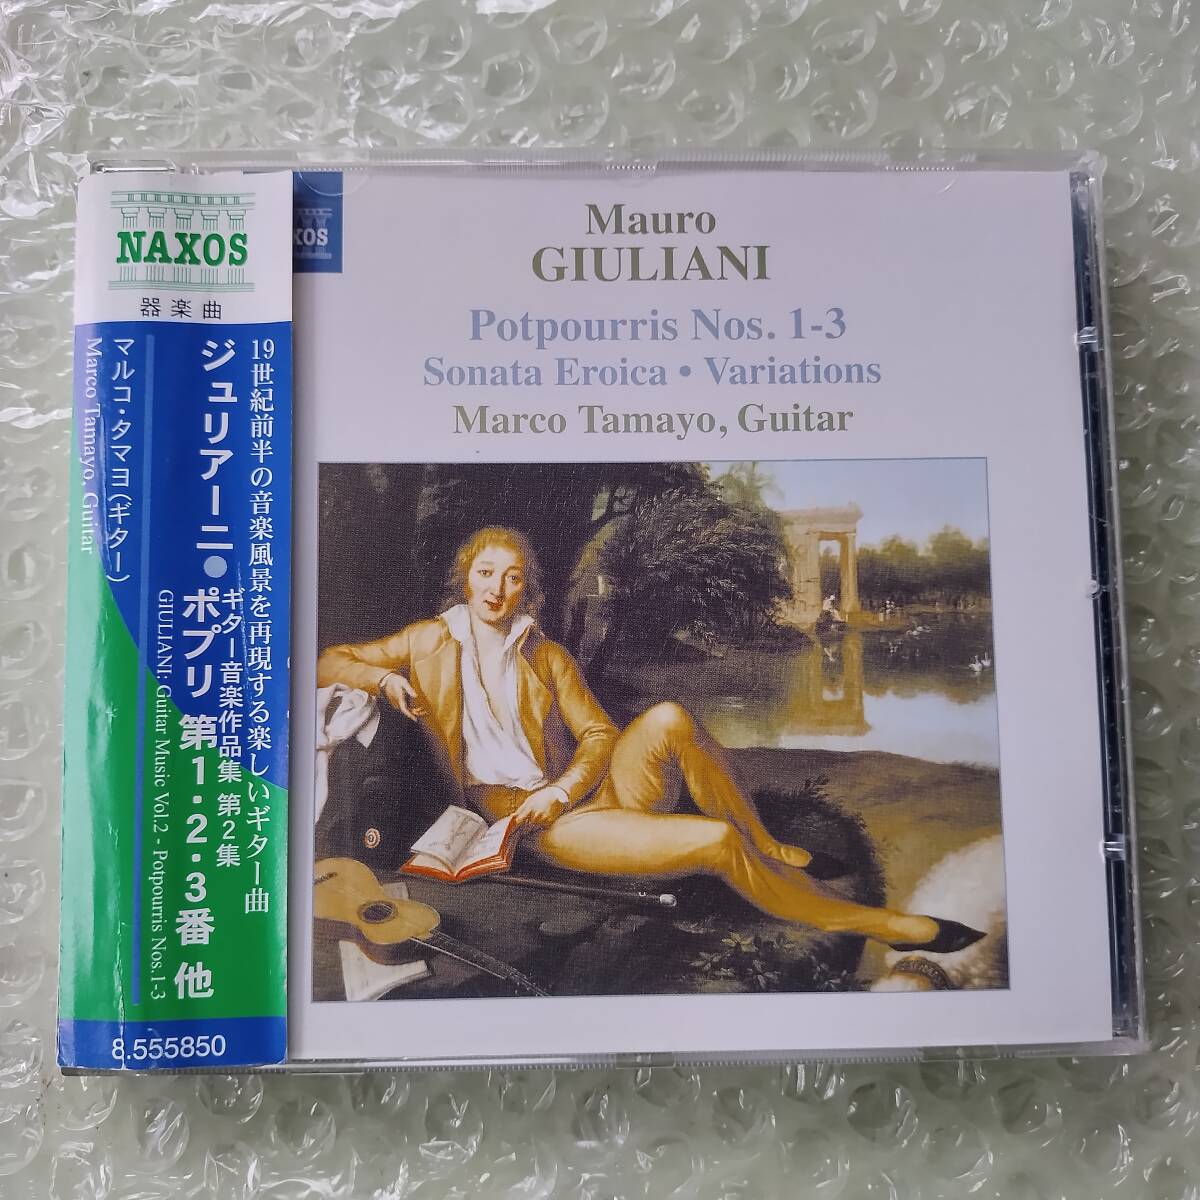 NAXOS
器楽曲
19世紀前半の音楽風景を再現する楽しいギター曲
ジュリアーニ●
ギター音楽作品集 第2集
ポプリ 第1・2・3番 他
GIULIANI: Guitar Music Vol.2 - Potpourris Nos.1-3
マルコ・タマヨ(ギター)
Marco Tamayo, Guitar
8.555850
XOS
Mauro
GIULIANI
Potpourris Nos. 1-3
Sonata Eroica • Variations
Marco Tamayo, Guitar